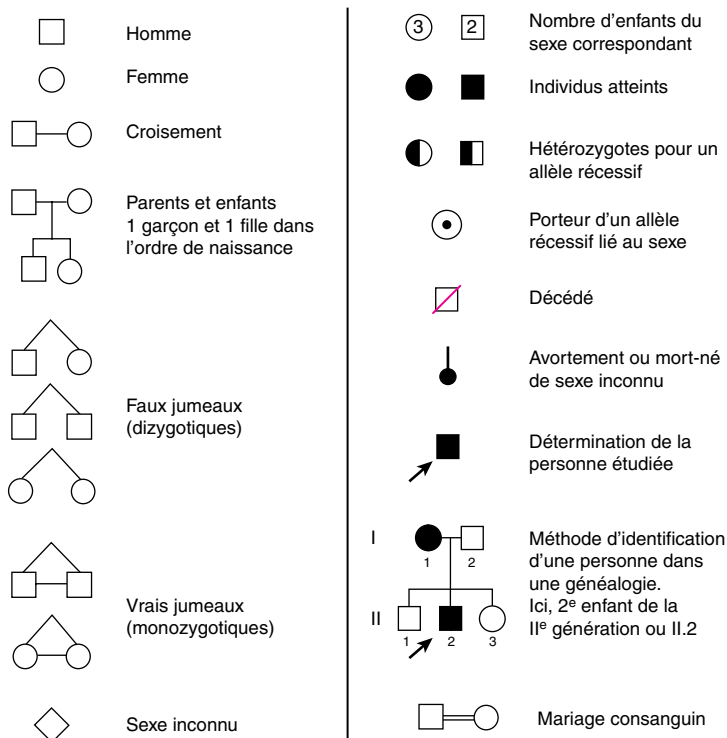 Homme
Femme
Croisement
Parents et enfants
1 garçon et 1 fille dans
l'ordre de naissance
Faux jumeaux
(dizygotiques)
Vrais jumeaux
(monozygotiques)
Sexe inconnu
3 2
Nombre d'enfants du
sexe correspondant
Individus atteints
Hétérozygotes pour un
allèle récessif
Porteur d'un allèle
récessif lié au sexe
Décédé
Avortement ou mort-né
de sexe inconnu
Détermination de la
personne étudiée
I
1 2
II
1 2 3
Méthode d'identification
d'une personne dans
une généalogie.
Ici, 2e enfant de la
IIe génération ou II.2
Mariage consanguin